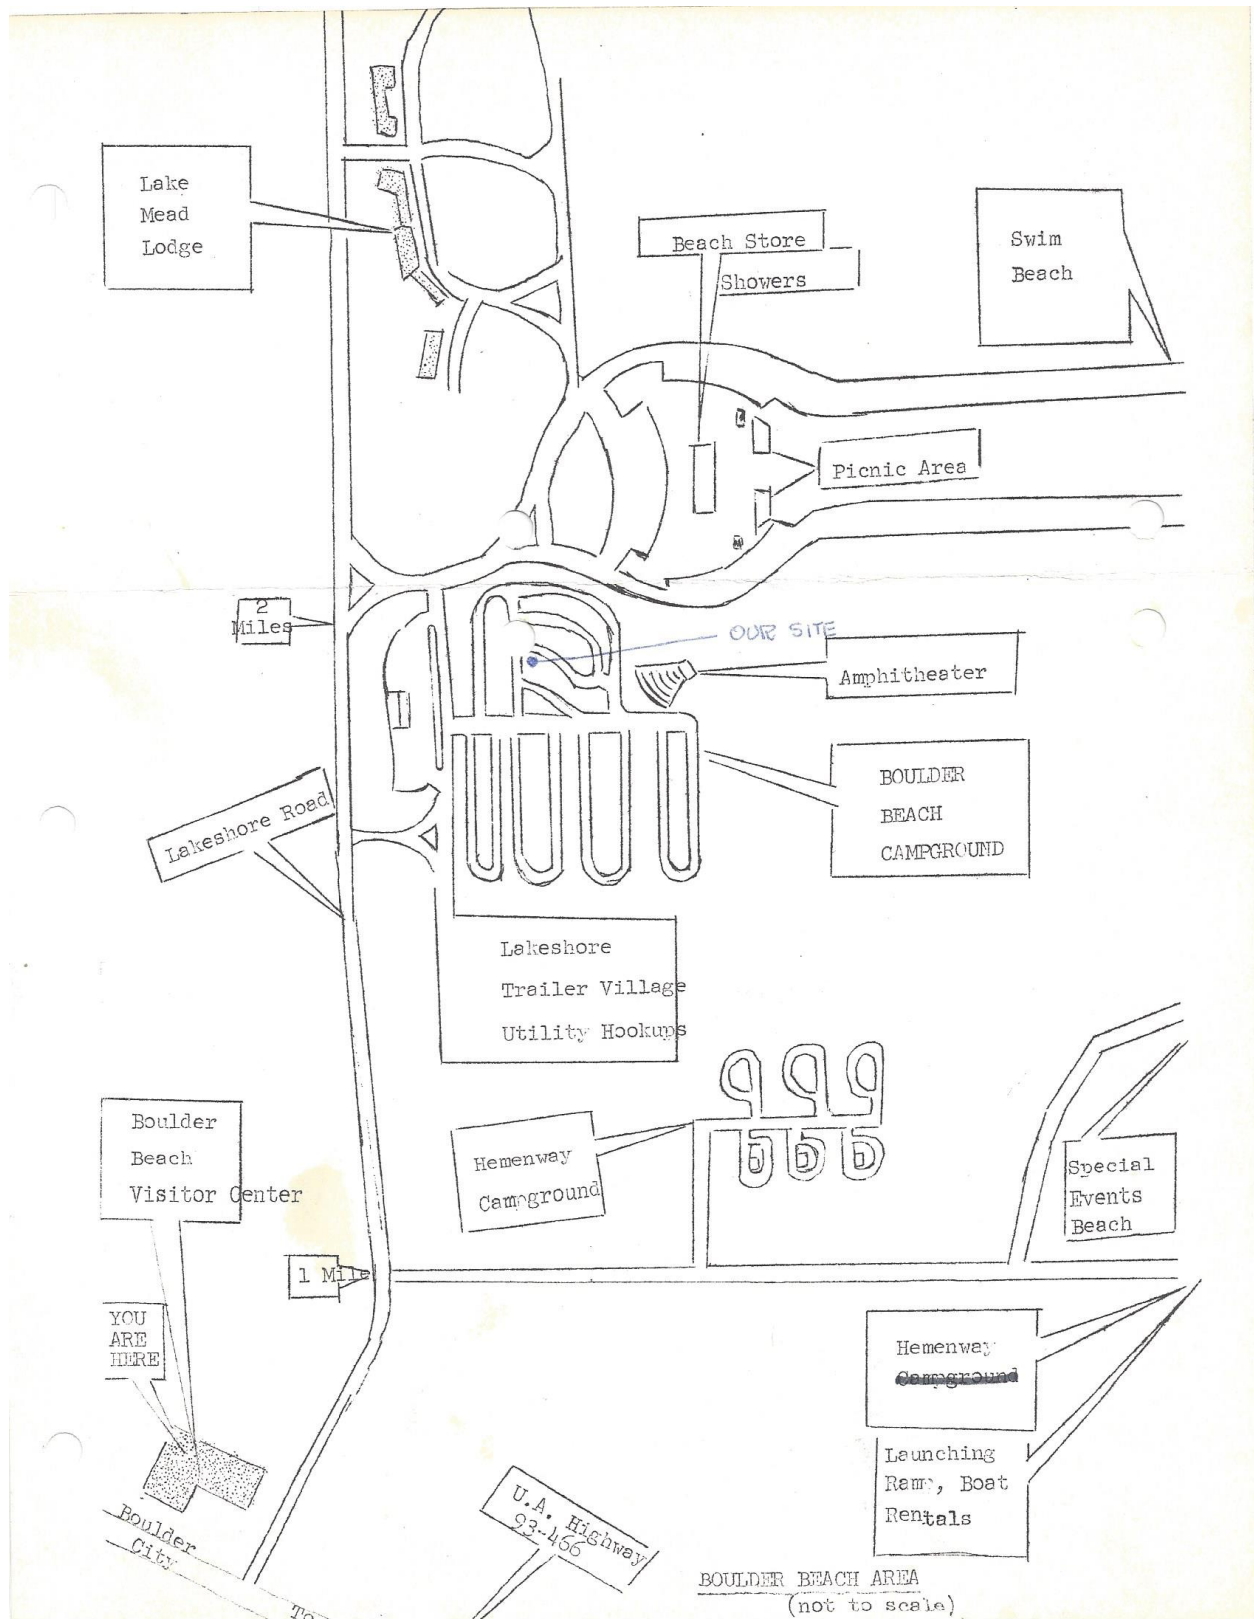 Lake
Mead
Lodge
Beach Store
Showers
Swim
Beach
Picnic Area
2
Miles
OUR SITE
Amphitheater
BOULDER
BEACH
CAMPGROUND
Lakeshore Road
Lakeshore
Trailer Village
Utility Hookups
Boulder
Beach
Visitor Center
Hemenway
Campground
Special
Events
Beach
1 Mile
YOU
ARE
HERE
Hemenway
Campground
Launching
Ramp, Boat
Rentals
Boulder
City
U.A. Highway
93-466
To
BOULDER BEACH AREA
(not to scale)